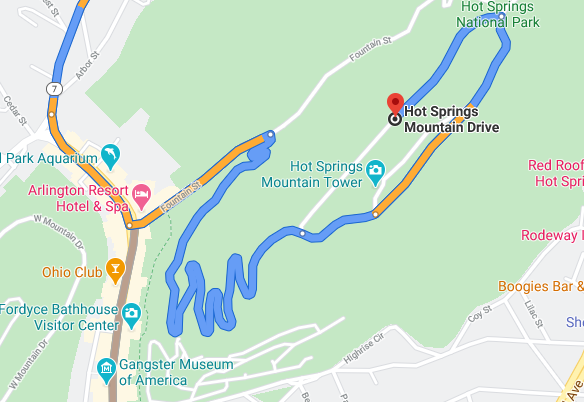 Hot Springs
National Park
Arbor St
7
Cedar St
Fountain St
Hot Springs
Mountain Drive
Park Aquarium
Hot Springs
Mountain Tower
Red Roof
Hot Spri
Arlington Resort
Hotel & Spa
Fountain St
W Mountain Dr
Rodeway
Ohio Club
Boogies Bar &
Fordyce Bathhouse
Visitor Center
Coy St
Lilac St
Sho
Highrise Cir
W Mountain Dr
Gangster Museum
of America
Ave